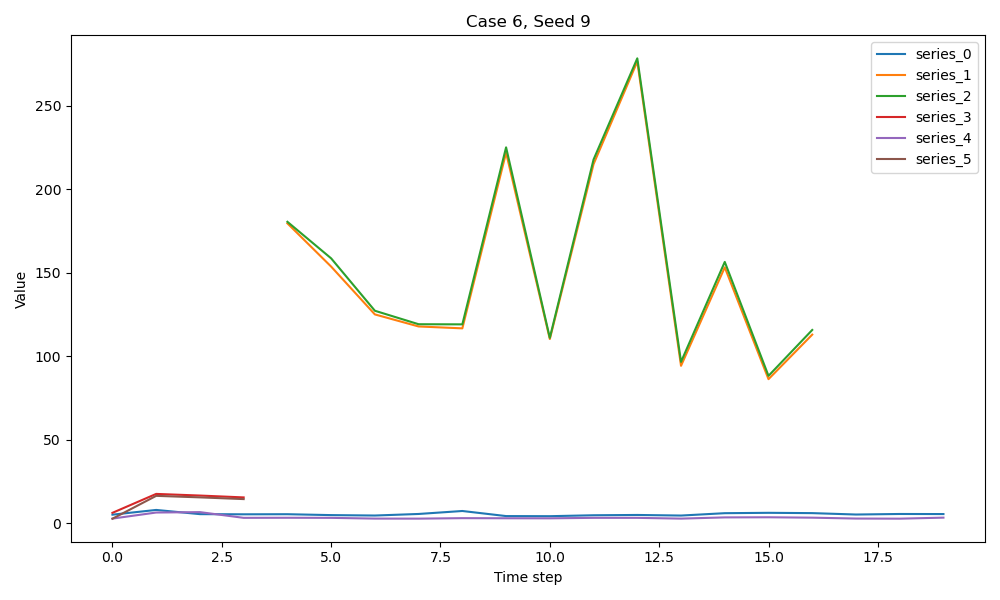 Case 6, Seed 9
series_0
series_1
series_2
series_3
series_4
series_5
250
200
150
100
50
0
Value
0.0 2.5 5.0 7.5 10.0 12.5 15.0 17.5
Time step